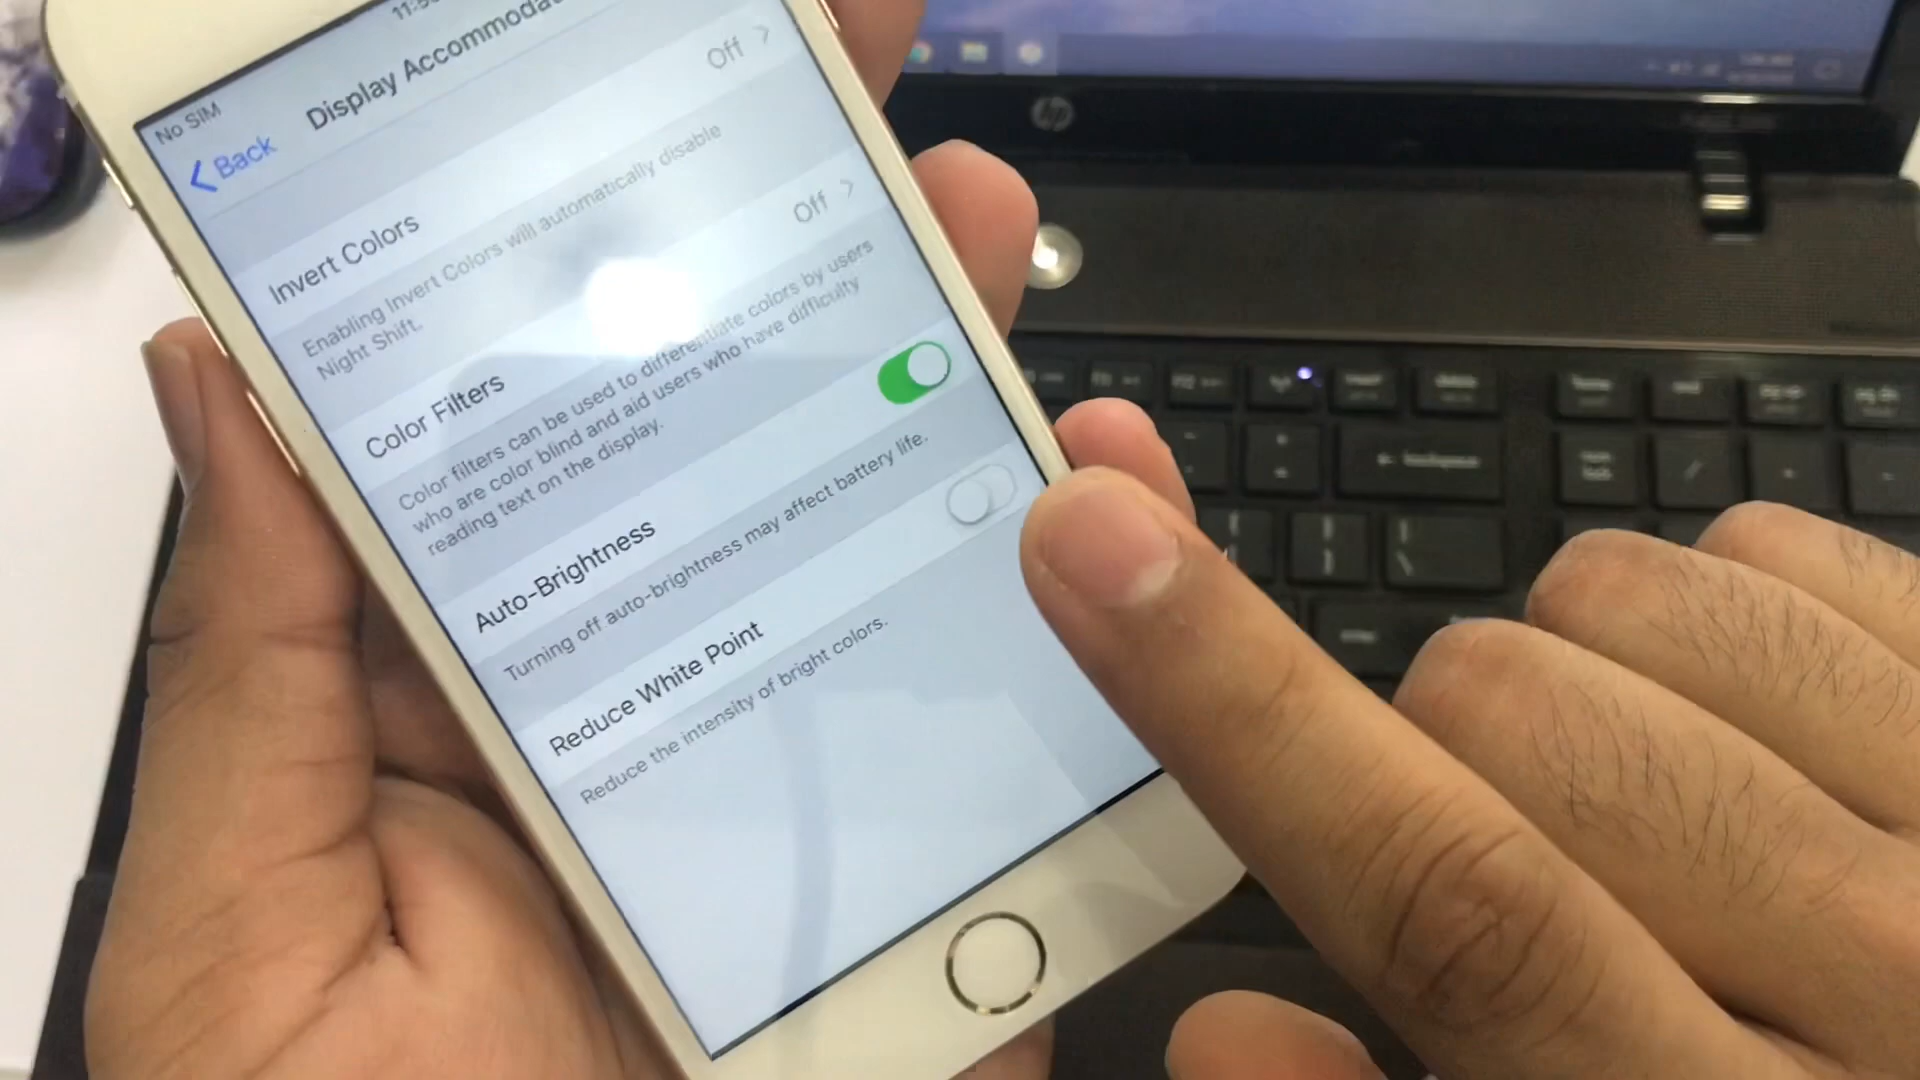 No SIM
Back
Display Accommoda
Invert Colors
Off
Enabling Invert Colors will automatically disable
Night Shift.
Color Filters
Off
Color filters can be used to differentiate colors by users
who are color blind and aid users who have difficulty
reading text on the display.
Auto-Brightness
Turning off auto-brightness may affect battery life.
Reduce White Point
Reduce the intensity of bright colors.
hp
backspace